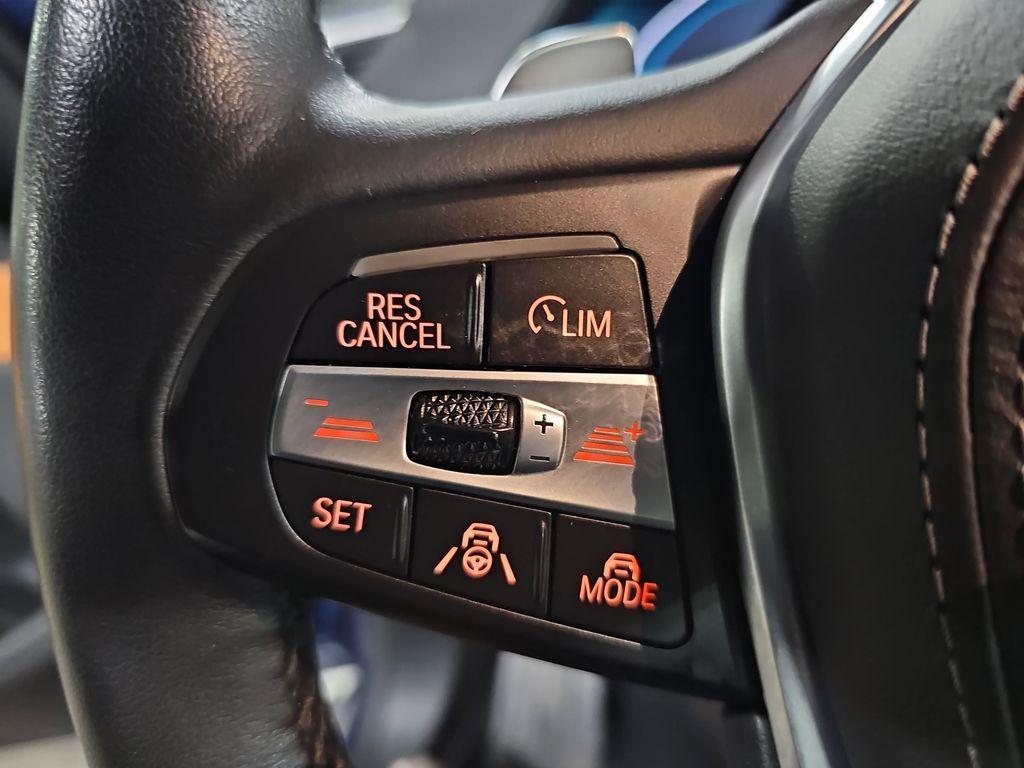 RES
CANCEL
LIM
+
–
SET
MODE